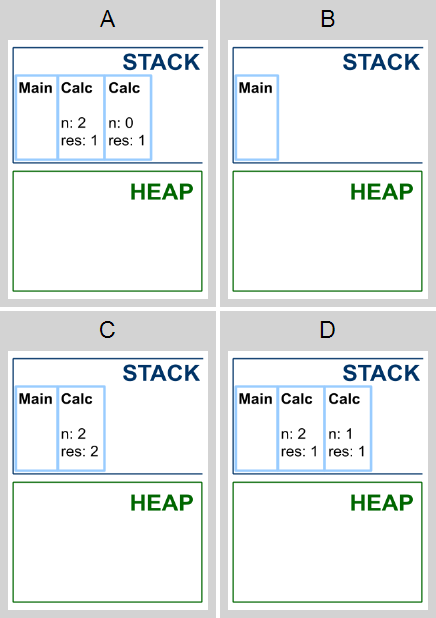 A
STACK
Main Calc Calc
n: 2 n: 0
res: 1 res: 1
HEAP
B
STACK
Main
HEAP
C
STACK
Main Calc
n: 2
res: 2
HEAP
D
STACK
Main Calc Calc
n: 2 n: 1
res: 1 res: 1
HEAP